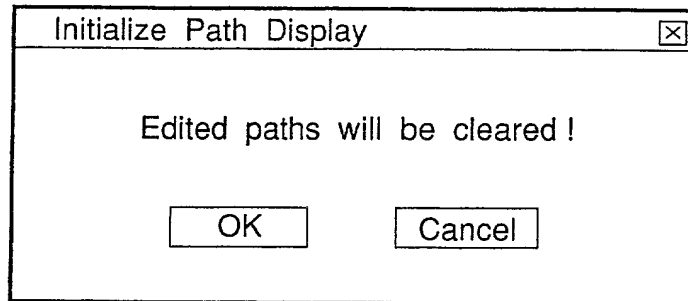 Initialize Path Display
Edited paths will be cleared !
OK
Cancel